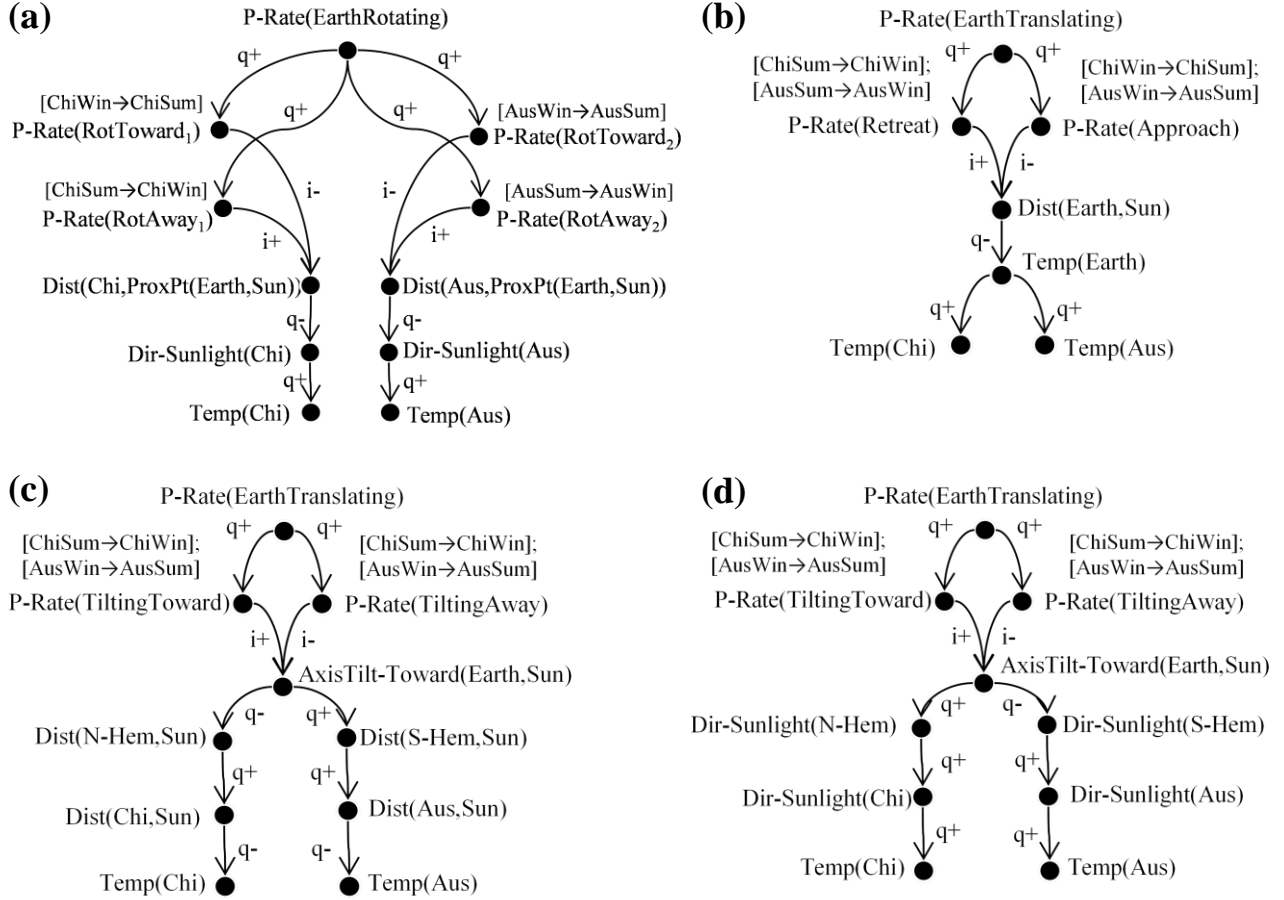 (a)
P-Rate(EarthRotating)
q+
q+
[ChiWin→ChiSum]
P-Rate(RotToward1)
q+
q+
[AusWin→AusSum]
P-Rate(RotToward2)
[ChiSum→ChiWin]
P-Rate(RotAway1)
i-
i-
[AusSum→AusWin]
P-Rate(RotAway2)
i+
i+
Dist(Chi,ProxPt(Earth,Sun))
Dist(Aus,ProxPt(Earth,Sun))
q-
q-
Dir-Sunlight(Chi)
Dir-Sunlight(Aus)
q+
q+
Temp(Chi)
Temp(Aus)
(b)
P-Rate(EarthTranslating)
q+
q+
[ChiSum→ChiWin];
[AusSum→AusWin]
[ChiWin→ChiSum];
[AusWin→AusSum]
P-Rate(Retreat)
P-Rate(Approach)
i+
i-
Dist(Earth,Sun)
q-
Temp(Earth)
q+
q+
Temp(Chi)
Temp(Aus)
(c)
P-Rate(EarthTranslating)
q+
q+
[ChiSum→ChiWin];
[AusWin→AusSum]
[ChiSum→ChiWin];
[AusWin→AusSum]
P-Rate(TiltingToward)
P-Rate(TiltingAway)
i+
i-
AxisTilt-Toward(Earth,Sun)
q-
q+
Dist(N-Hem,Sun)
Dist(S-Hem,Sun)
q+
q+
Dist(Chi,Sun)
Dist(Aus,Sun)
q-
q-
Temp(Chi)
Temp(Aus)
(d)
P-Rate(EarthTranslating)
q+
q+
[ChiSum→ChiWin];
[AusWin→AusSum]
[ChiSum→ChiWin];
[AusWin→AusSum]
P-Rate(TiltingToward)
P-Rate(TiltingAway)
i+
i-
AxisTilt-Toward(Earth,Sun)
q+
q-
Dir-Sunlight(N-Hem)
Dir-Sunlight(S-Hem)
q+
q+
Dir-Sunlight(Chi)
Dir-Sunlight(Aus)
q+
q+
Temp(Chi)
Temp(Aus)